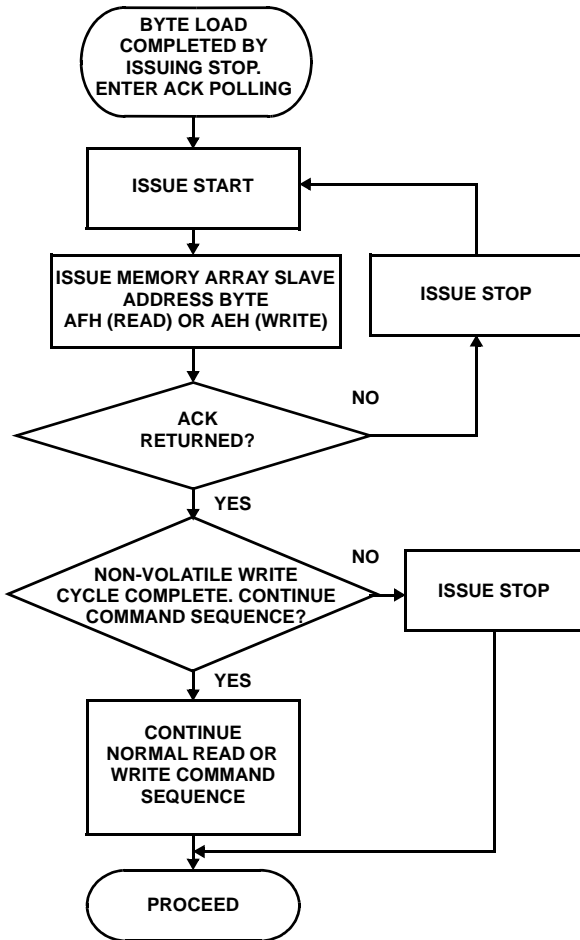 BYTE LOAD
COMPLETED BY
ISSUING STOP.
ENTER ACK POLLING
ISSUE START
ISSUE MEMORY ARRAY SLAVE
ADDRESS BYTE
AFH (READ) OR AEH (WRITE)
ISSUE STOP
ACK
RETURNED?
NO
YES
NON-VOLATILE WRITE
CYCLE COMPLETE. CONTINUE
COMMAND SEQUENCE?
NO
ISSUE STOP
YES
CONTINUE
NORMAL READ OR
WRITE COMMAND
SEQUENCE
PROCEED